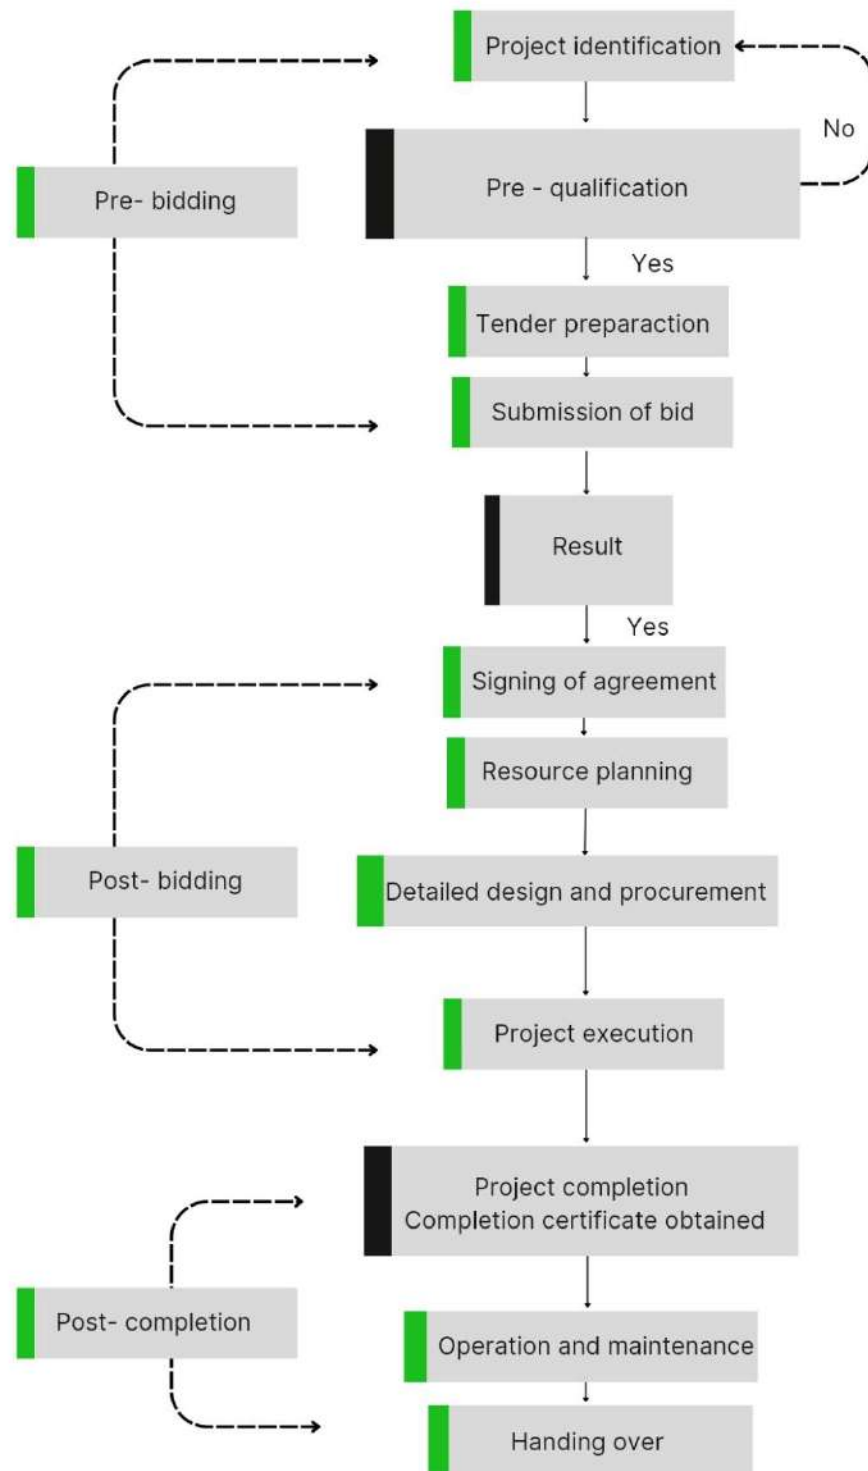 Project identification
No
Pre - qualification
Pre- bidding
Yes
Tender preparaction
Submission of bid
Result
Yes
Signing of agreement
Resource planning
Post- bidding
Detailed design and procurement
Project execution
Project completion
Completion certificate obtained
Post- completion
Operation and maintenance
Handing over